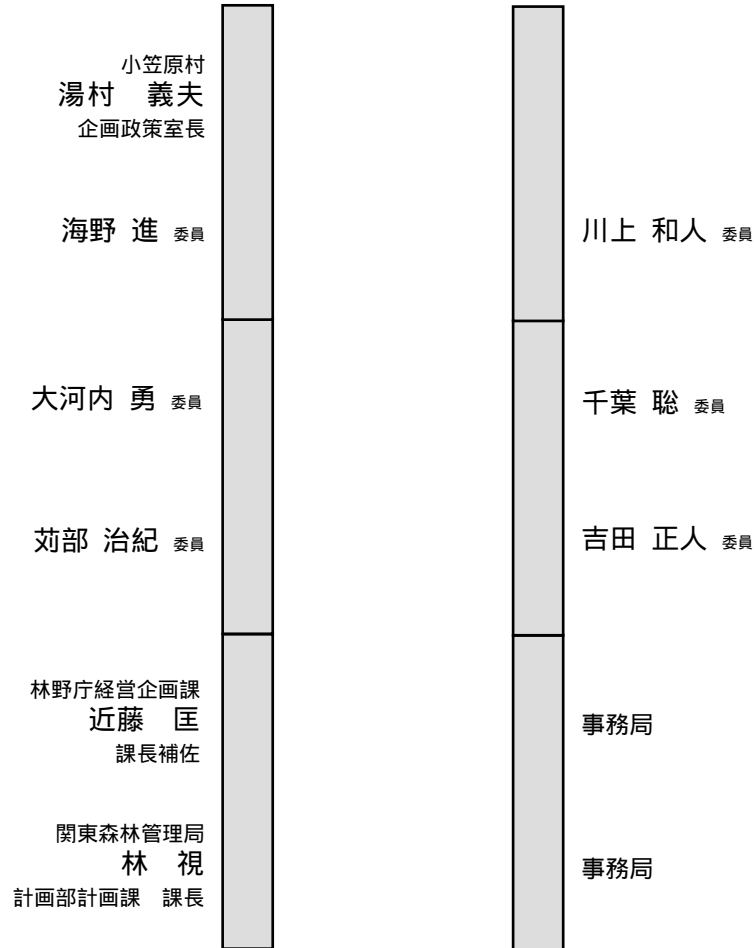 小笠原村
湯村　義夫
企画政策室長
海野 進 委員
大河内 勇 委員
苅部 治紀 委員
林野庁経営企画課
近藤　匡
課長補佐
関東森林管理局
林　視
計画部計画課　課長
川上 和人 委員
千葉 聡 委員
吉田 正人 委員
事務局
事務局